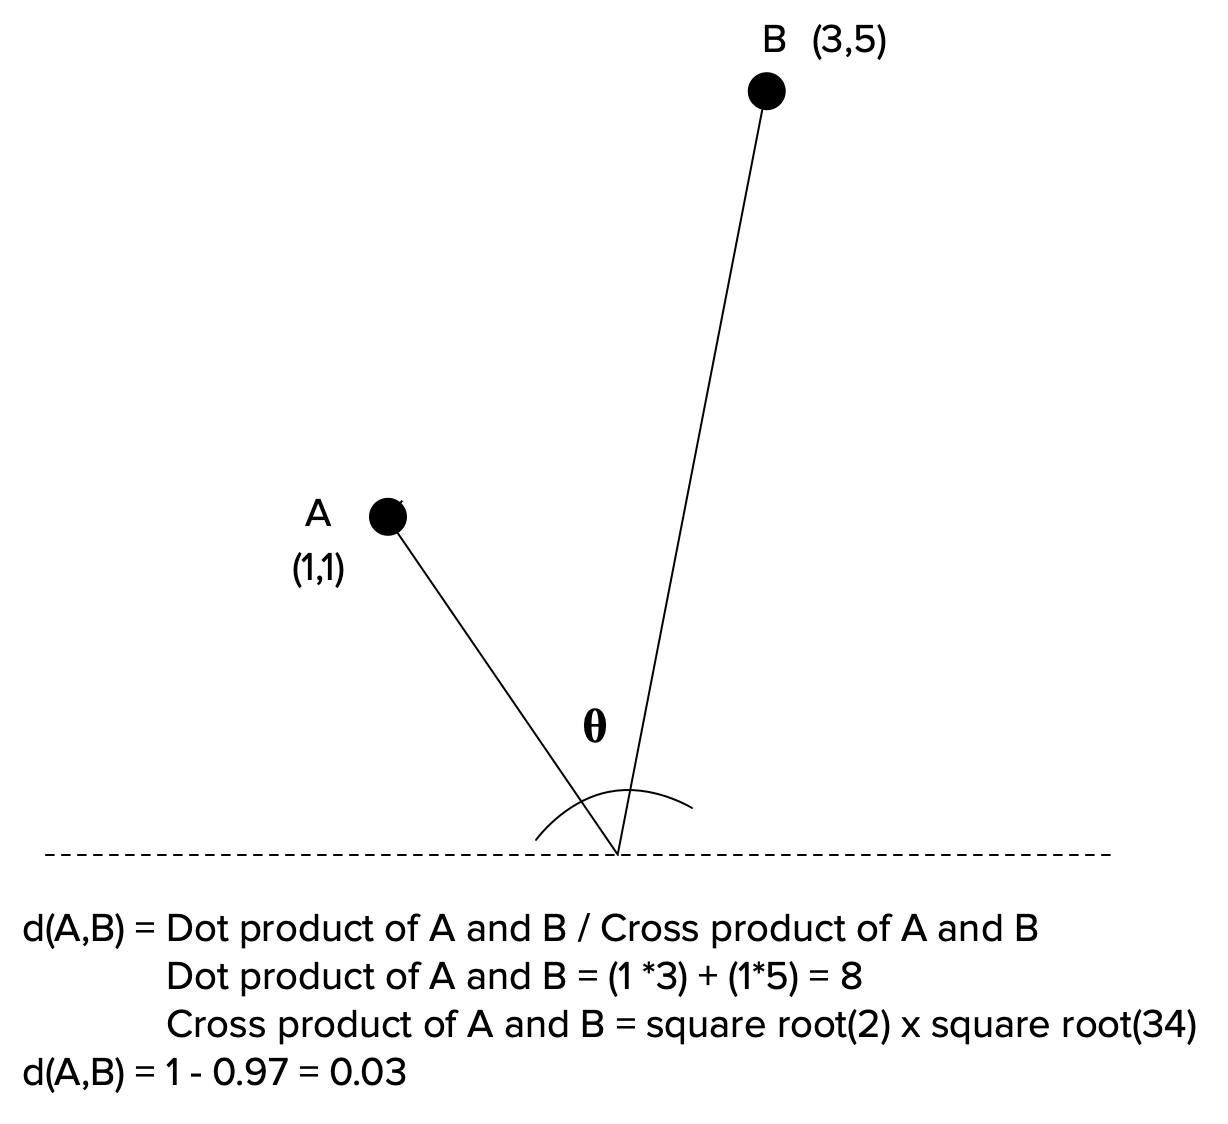 B (3,5)
A
(1,1)
θ
d(A,B) = Dot product of A and B / Cross product of A and B
Dot product of A and B = (1 *3) + (1*5) = 8
Cross product of A and B = square root(2) x square root(34)
d(A,B) = 1 - 0.97 = 0.03